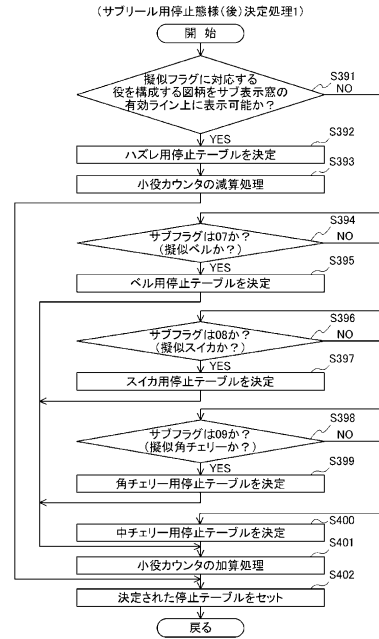 (サブリール用停止態様(後)決定処理1)
開 始
S391
擬似フラグに対応する
役を構成する図柄をサブ表示窓の
有効ライン上に表示可能か?
NO
YES
S392
ハズレ用停止テーブルを決定
S393
小役カウンタの減算処理
S394
サブフラグは07か?
(擬似ベルか?)
NO
YES
S395
ベル用停止テーブルを決定
S396
サブフラグは08か?
(擬似スイカか?)
NO
YES
S397
スイカ用停止テーブルを決定
S398
サブフラグは09か?
(擬似角チェリーか?)
NO
YES
S399
角チェリー用停止テーブルを決定
S400
中チェリー用停止テーブルを決定
S401
小役カウンタの加算処理
S402
決定された停止テーブルをセット
戻る